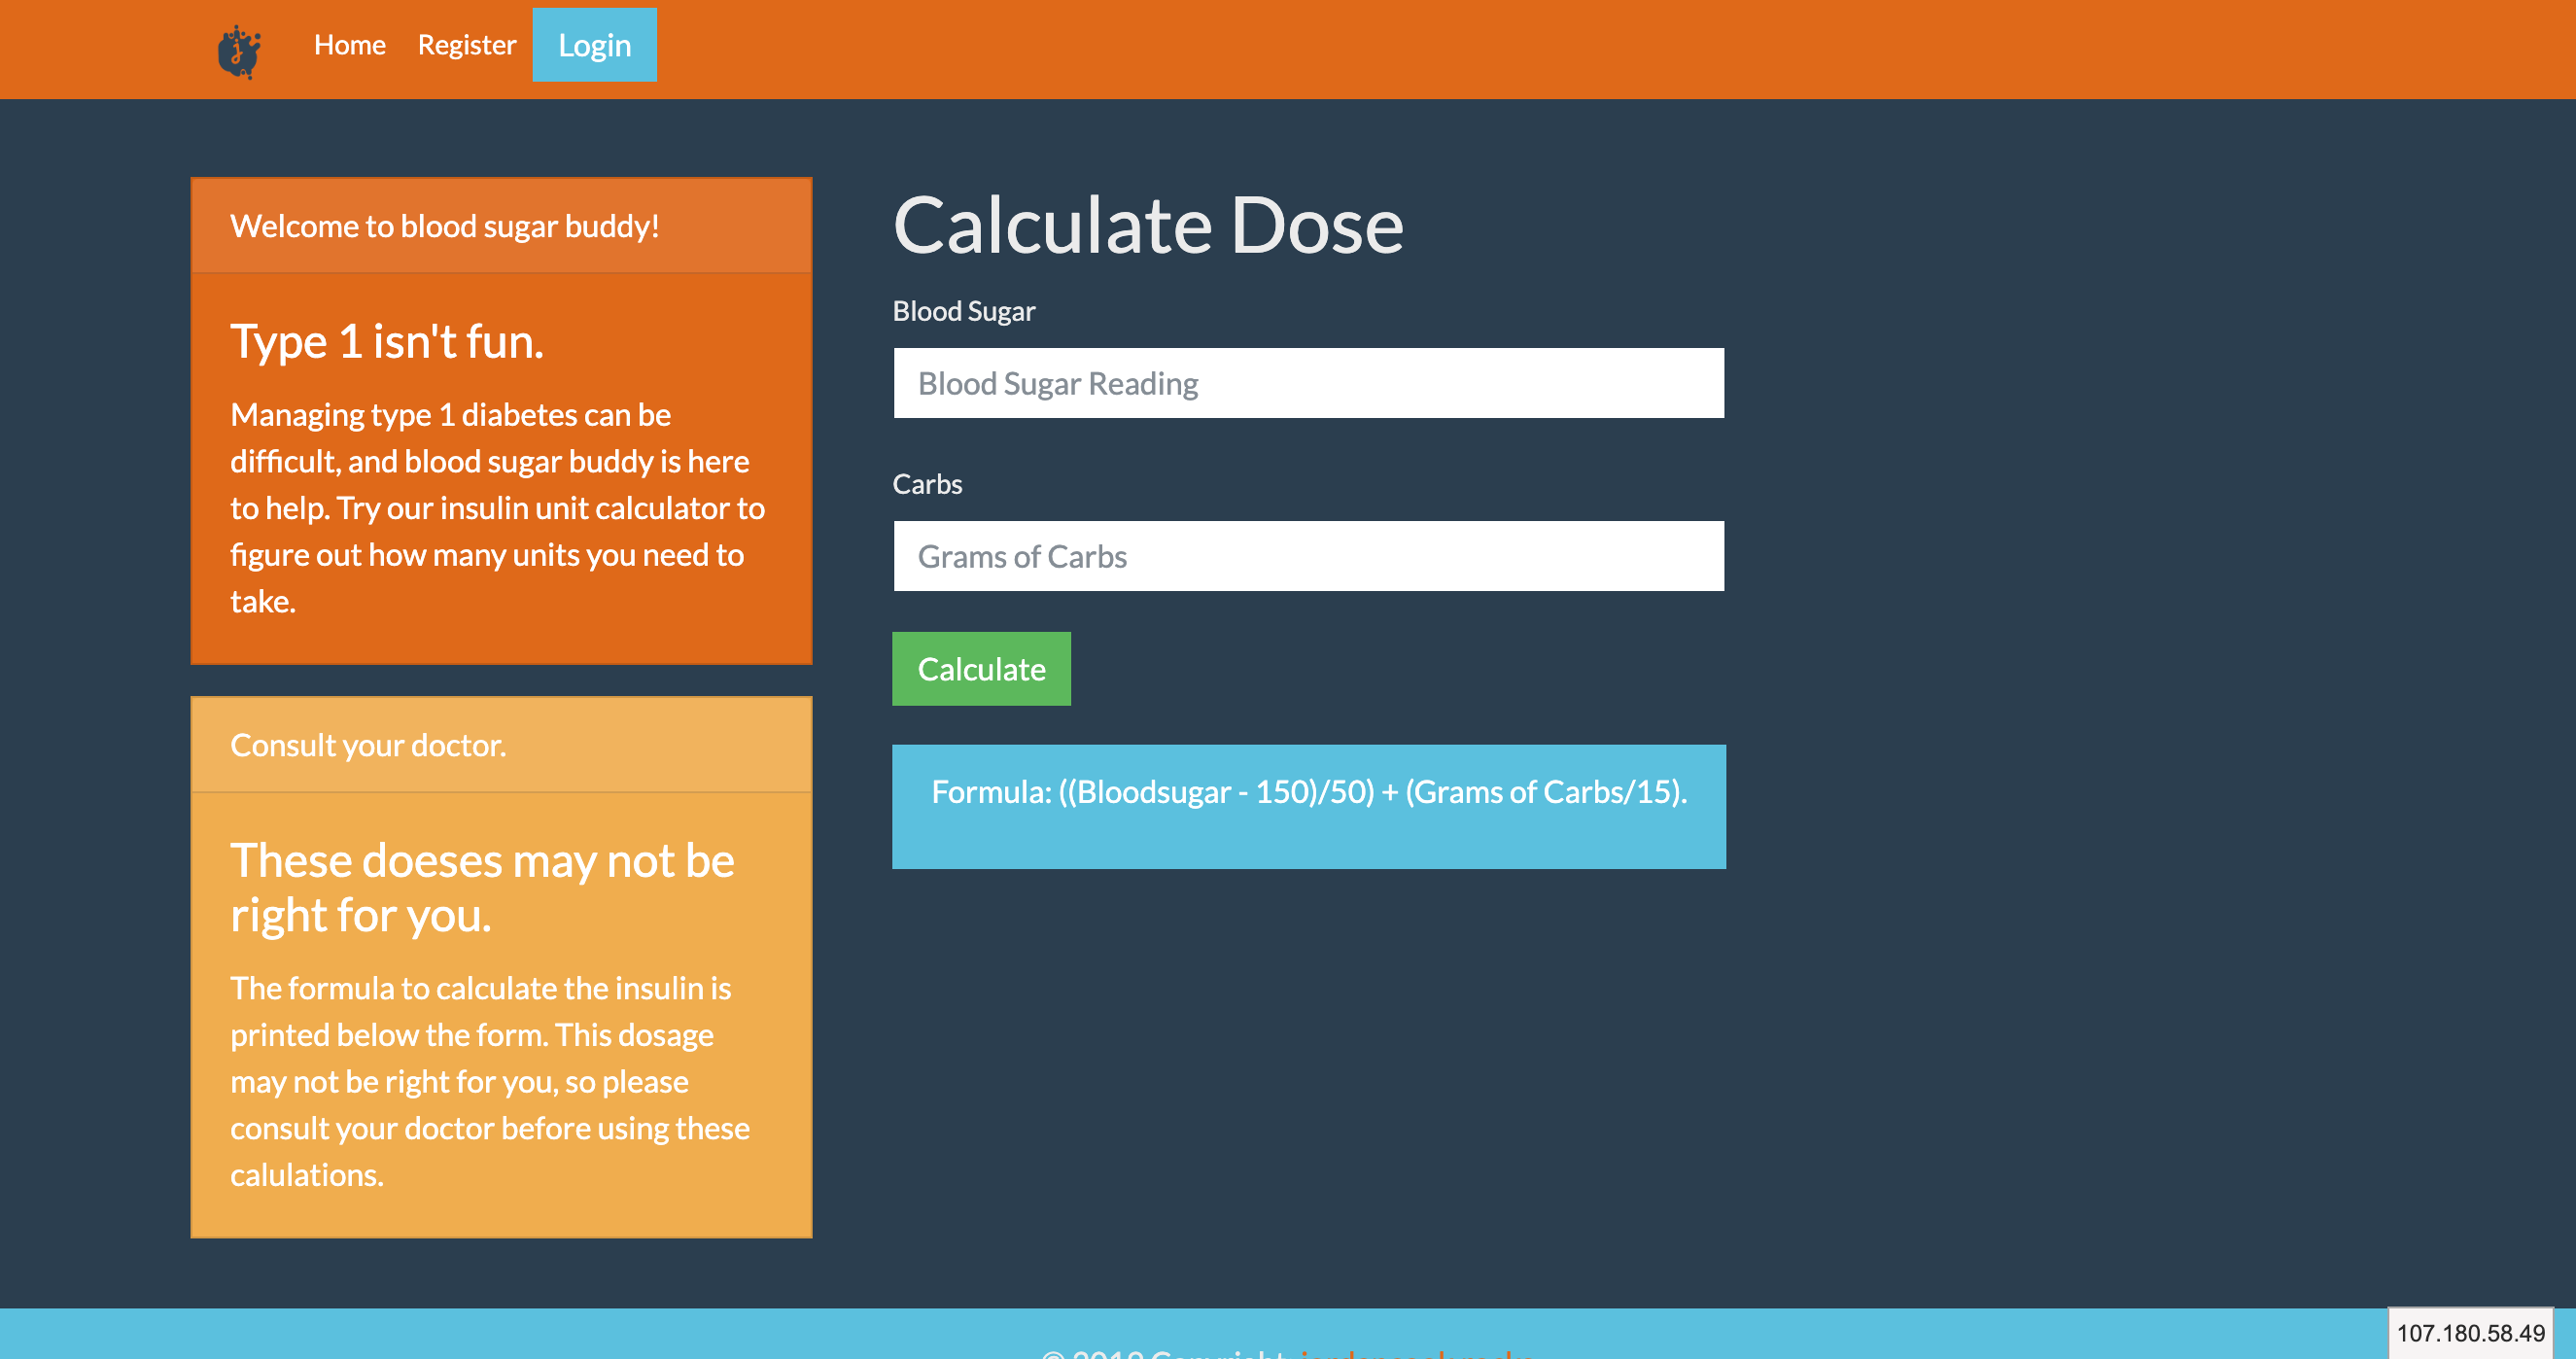 Home Register Login
Welcome to blood sugar buddy!
Type 1 isn't fun.
Managing type 1 diabetes can be
difficult, and blood sugar buddy is here
to help. Try our insulin unit calculator to
figure out how many units you need to
take.
Consult your doctor.
These doeses may not be
right for you.
The formula to calculate the insulin is
printed below the form. This dosage
may not be right for you, so please
consult your doctor before using these
calulations.
Calculate Dose
Blood Sugar
Blood Sugar Reading
Carbs
Grams of Carbs
Calculate
Formula: ((Bloodsugar - 150)/50) + (Grams of Carbs/15).
Copyright
107.180.58.49